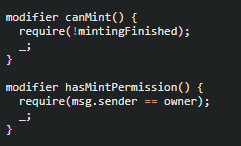 modifier canMint() {
  require(!mintingFinished);
  _;
}

modifier hasMintPermission() {
  require(msg.sender == owner);
  _;
}